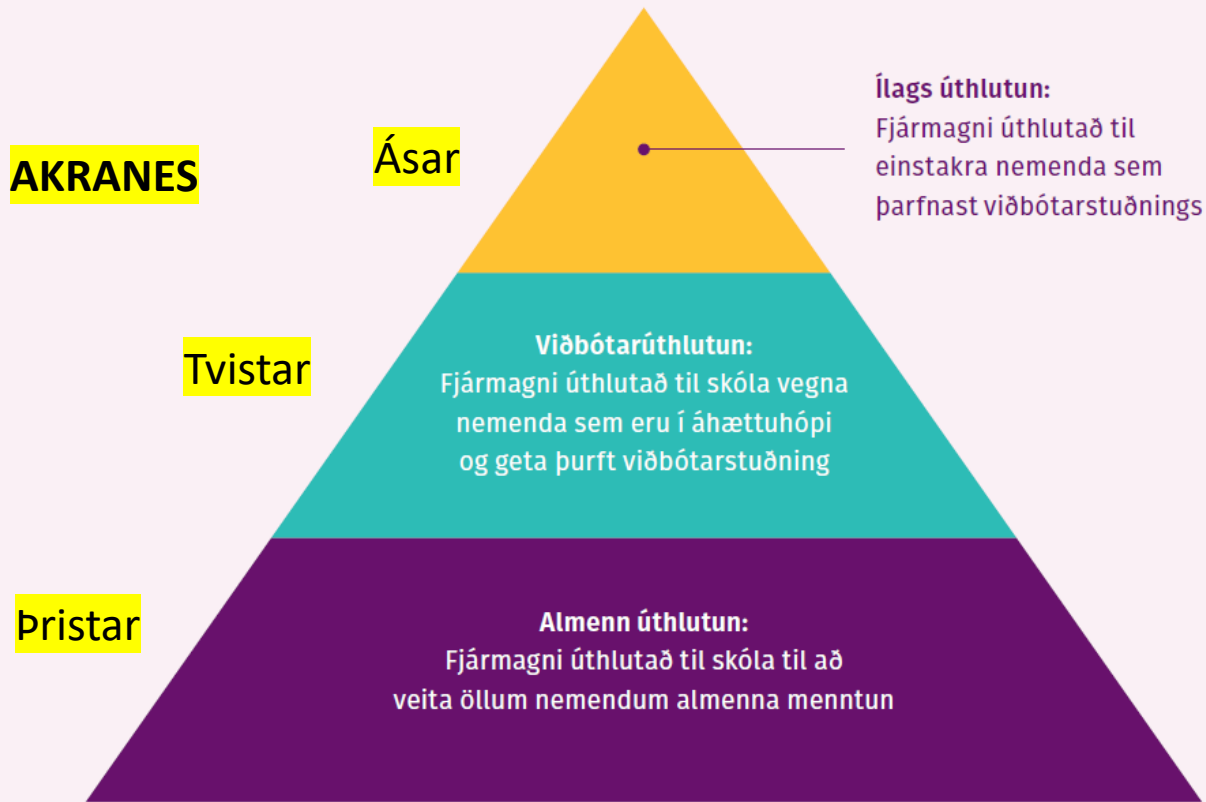 AKRANES
Ásar
Ílags úthlutun:
Fjármagni úthlutað til
einstakra nemenda sem
þarfnast viðbótarstuðnings
Tvistar
Viðbótarúthlutun:
Fjármagni úthlutað til skóla vegna
nemenda sem eru í áhættuhópi
og geta þurft viðbótarstuðning
Þristar
Almenn úthlutun:
Fjármagni úthlutað til skóla til að
veita öllum nemendum almenna menntun